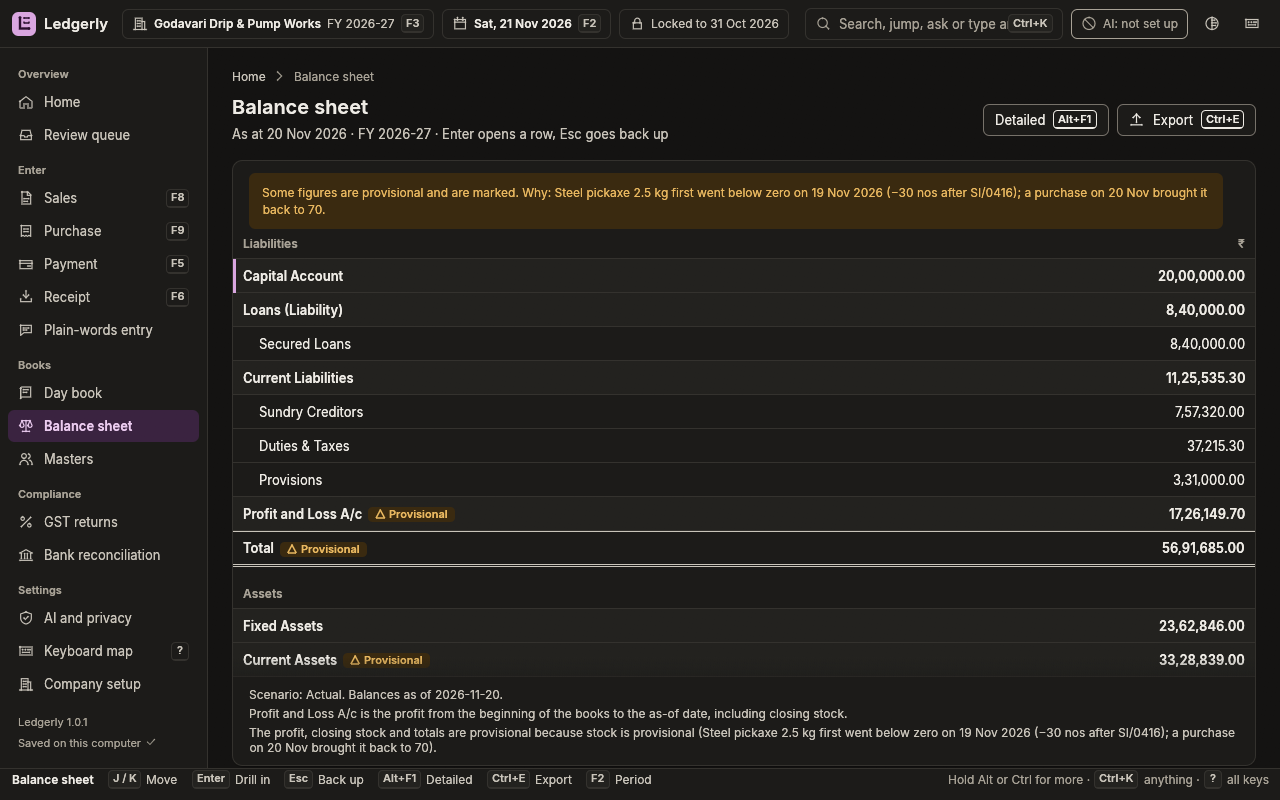 Ledgerly
Godavari Drip & Pump Works FY 2026-27 F3
Sat, 21 Nov 2026 F2
Locked to 31 Oct 2026
Search, jump, ask or type a Ctrl+K
AI: not set up
Overview
Home
Review queue
Enter
Sales F8
Purchase F9
Payment F5
Receipt F6
Plain-words entry
Books
Day book
Balance sheet
Masters
Compliance
GST returns
Bank reconciliation
Settings
AI and privacy
Keyboard map ?
Company setup
Ledgerly 1.0.1
Saved on this computer
Home > Balance sheet
Balance sheet
As at 20 Nov 2026 · FY 2026-27 · Enter opens a row, Esc goes back up
Detailed Alt+F1
Export Ctrl+E
Some figures are provisional and are marked. Why: Steel pickaxe 2.5 kg first went below zero on 19 Nov 2026 (−30 nos after SI/0416); a purchase on 20 Nov brought it
back to 70.
Liabilities ₹
Capital Account 20,00,000.00
Loans (Liability) 8,40,000.00
Secured Loans 8,40,000.00
Current Liabilities 11,25,535.30
Sundry Creditors 7,57,320.00
Duties & Taxes 37,215.30
Provisions 3,31,000.00
Profit and Loss A/c Provisional 17,26,149.70
Total Provisional 56,91,685.00
Assets
Fixed Assets 23,62,846.00
Current Assets Provisional 33,28,839.00
Scenario: Actual. Balances as of 2026-11-20.
Profit and Loss A/c is the profit from the beginning of the books to the as-of date, including closing stock.
The profit, closing stock and totals are provisional because stock is provisional (Steel pickaxe 2.5 kg first went below zero on 19 Nov 2026 (−30 nos after SI/0416); a purchase
on 20 Nov brought it back to 70).
Balance sheet J / K Move Enter Drill in Esc Back up Alt+F1 Detailed Ctrl+E Export F2 Period
Hold Alt or Ctrl for more · Ctrl+K anything · ? all keys